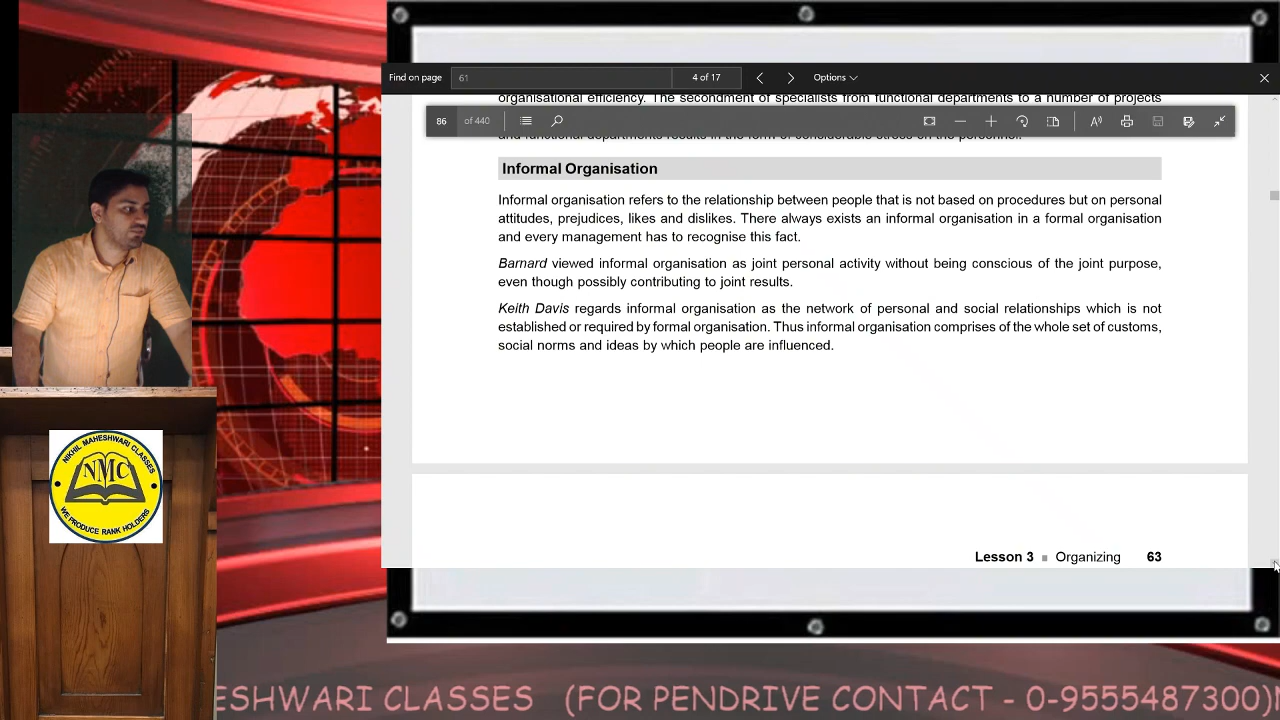 Find on page 61 4 of 17 Options
organisational efficiency. The secondment of specialists from functional departments to a number of projects
86 of 440
Informal Organisation
Informal organisation refers to the relationship between people that is not based on procedures but on personal
attitudes, prejudices, likes and dislikes. There always exists an informal organisation in a formal organisation
and every management has to recognise this fact.
Barnard viewed informal organisation as joint personal activity without being conscious of the joint purpose,
even though possibly contributing to joint results.
Keith Davis regards informal organisation as the network of personal and social relationships which is not
established or required by formal organisation. Thus informal organisation comprises of the whole set of customs,
social norms and ideas by which people are influenced.
Lesson 3 ■ Organizing 63
NIKHIL MAHESHWARI CLASSES
NMC
WE PRODUCE RANK HOLDERS
ESHWARI CLASSES (FOR PENDRIVE CONTACT - 0-9555487300)